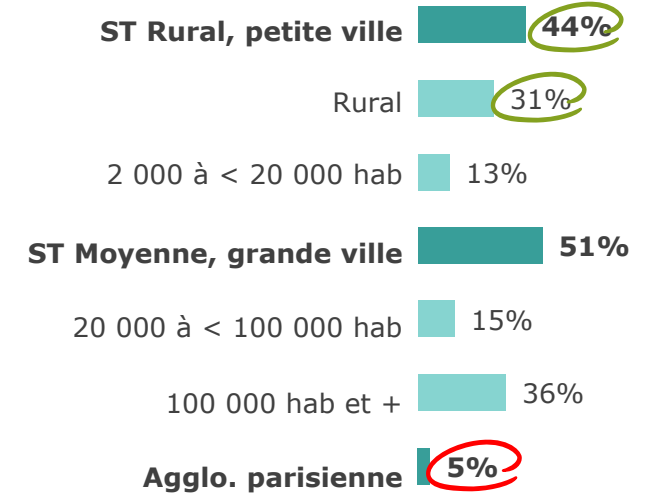 ST Rural, petite ville 44%
Rural 31%
2 000 à < 20 000 hab 13%
ST Moyenne, grande ville 51%
20 000 à < 100 000 hab 15%
100 000 hab et + 36%
Agglo. parisienne 5%